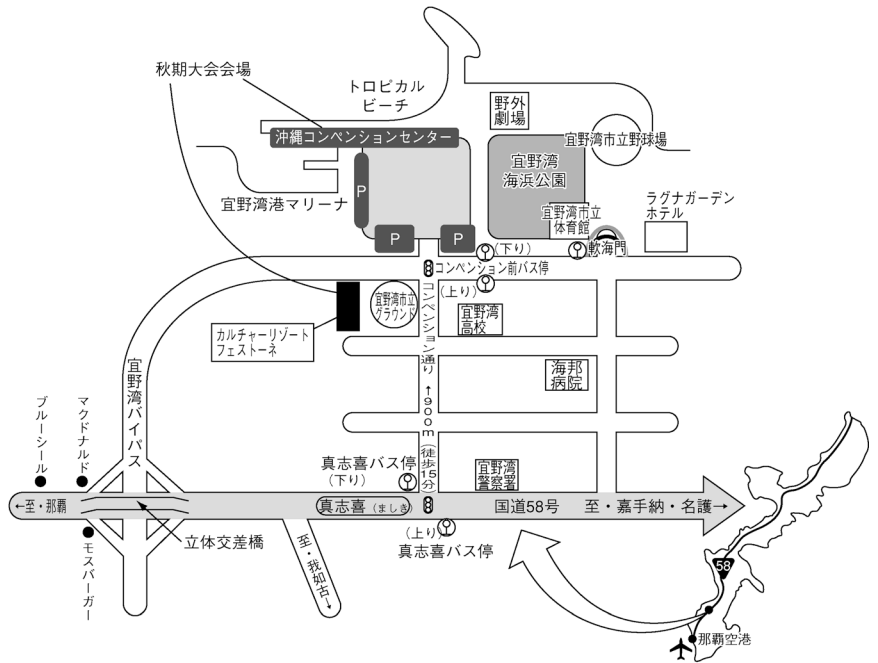 秋期大会会場
トロピカル
ビーチ
野外
劇場
沖縄コンベンションセンター
宜野湾市立野球場
宜野湾
海浜公園
P
宜野湾港マリーナ
ラグナガーデン
ホテル
宜野湾市立
体育館
P
P
(下り)
軟海門
コンベンション前バス停
(上り)
宜野湾市立
グラウンド
宜野湾
高校
カルチャーリゾート
フェストーネ
コンベンション通り ←900m (徒歩15分)
海邦
病院
宜野湾バイパス
ブルーシール
マクドナルド
真志喜バス停
(下り)
宜野湾
警察署
←至・那覇
真志喜(ましき)
国道58号 至・嘉手納・名護→
立体交差橋
(上り)
真志喜バス停
モスバーガー
至・我如古→
58
那覇空港